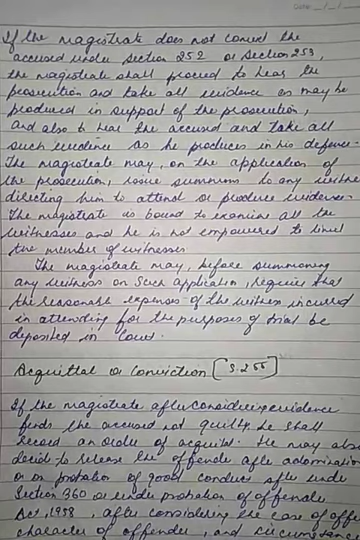 If the magistrate does not convict the
accused under section 252 or section 253,
the magistrate shall proceed to hear the
prosecution and take all evidence as may be
produced in support of the prosecution,
and also to hear the accused and take all
such evidence as he produces in his defence.
The magistrate may, on the application of
the prosecution, issue summons to any witne
directing him to attend or produce evidence.
The magistrate is bound to examine all the
witnesses and he is not empowered to limit
the number of witnesses
The magistrate may, before summoning
any witness on such application, require that
the reasonable expenses of the witness incurred
in attending for the purposes of trial be
deposited in Court.
Acquittal or Conviction [S.255]
If the magistrate after considering evidence
finds the accused not guilty, he shall
record an order of acquittal. He may also
decide to release the offender after admonition
or on probation of good conduct after under
Section 360 or under probation of offender
Act, 1958, after considering the case of offe
character of offender, and circumstance